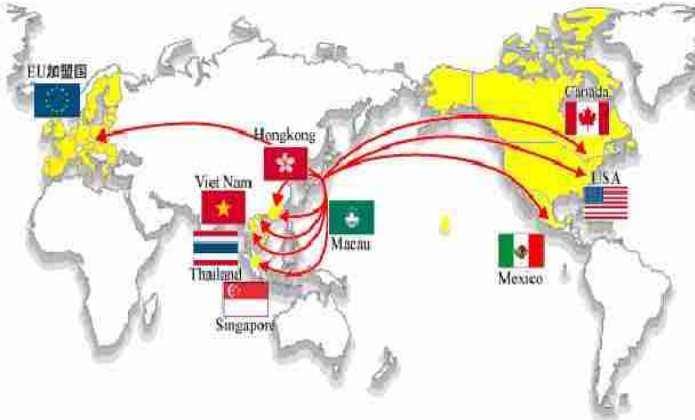 EU加盟国
Canada
Hongkong
Viet Nam
USA
Macau
Thailand
Mexico
Singapore